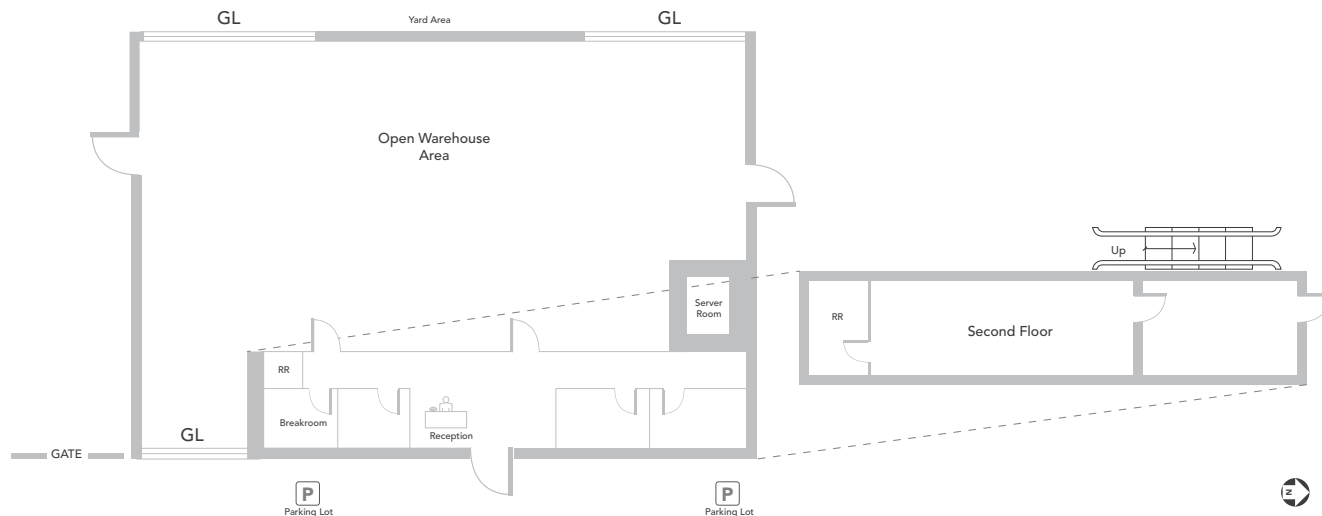 GL
Yard Area
GL
Open Warehouse
Area
Up
Server
Room
RR
Second Floor
RR
Breakroom
Reception
GL
GATE
P
Parking Lot
P
Parking Lot
N